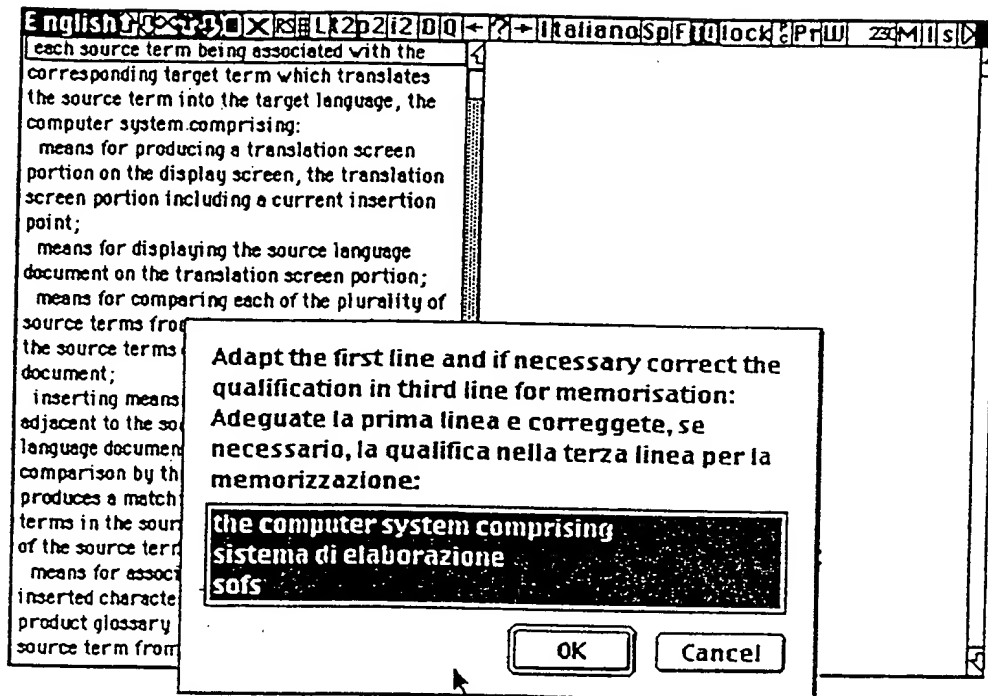 English L t2 p2 i2 D Q ← ? → Italiano Sp F lock Pr W 230 M I s
each source term being associated with the
corresponding target term which translates
the source term into the target language, the
computer system comprising:
means for producing a translation screen
portion on the display screen, the translation
screen portion including a current insertion
point;
means for displaying the source language
document on the translation screen portion;
means for comparing each of the plurality of
source terms from
the source terms
document;
inserting means
adjacent to the so
language documen
comparison by th
produces a match
terms in the sour
of the source term
means for associ
inserted characte
product glossary
source term from
Adapt the first line and if necessary correct the
qualification in third line for memorisation:
Adeguate la prima linea e correggete, se
necessario, la qualifica nella terza linea per la
memorizzazione:
the computer system comprising
sistema di elaborazione
sofs
OK Cancel